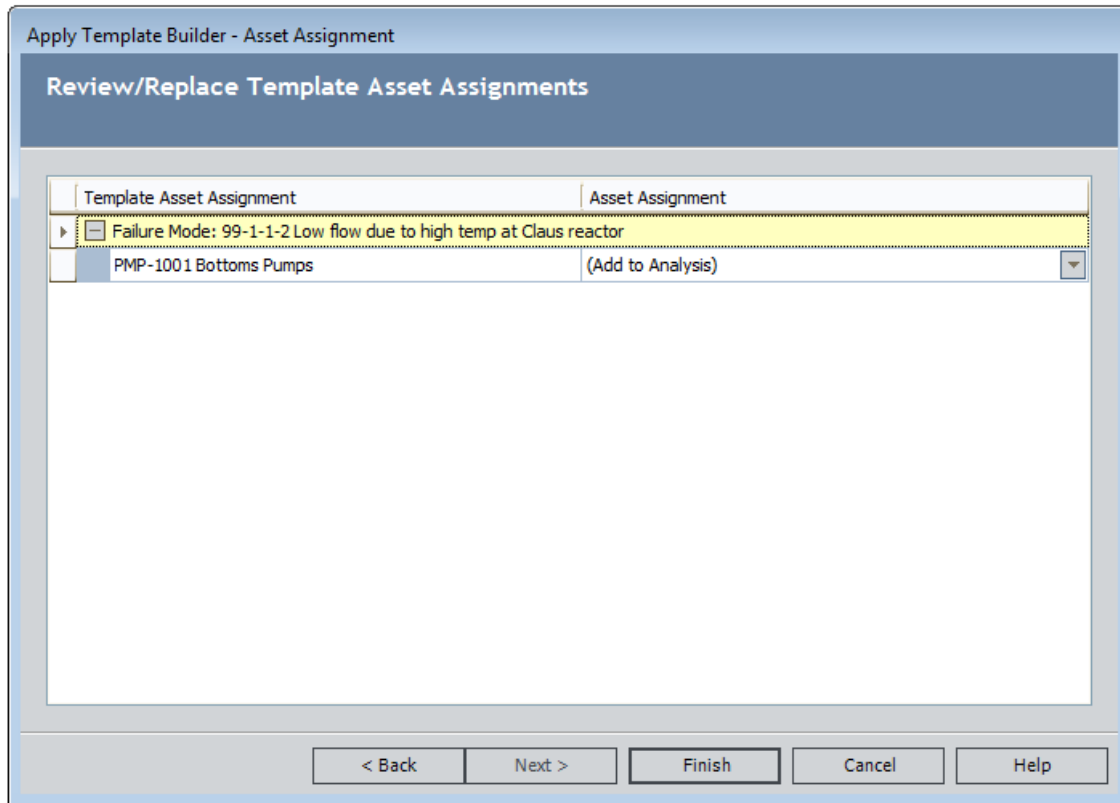 Apply Template Builder - Asset Assignment
Review/Replace Template Asset Assignments
Template Asset Assignment Asset Assignment
Failure Mode: 99-1-1-2 Low flow due to high temp at Claus reactor
PMP-1001 Bottoms Pumps (Add to Analysis)
< Back Next > Finish Cancel Help